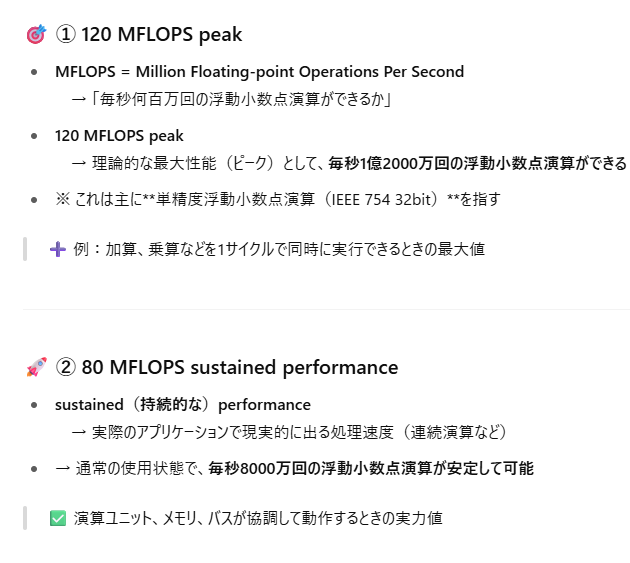 🎯 ① 120 MFLOPS peak
• MFLOPS = Million Floating-point Operations Per Second
→ 「毎秒何百万回の浮動小数点演算ができるか」
• 120 MFLOPS peak
→ 理論的な最大性能（ピーク）として、毎秒1億2000万回の浮動小数点演算ができる
• ※ これは主に**単精度浮動小数点演算（IEEE 754 32bit）**を指す
➕ 例：加算、乗算などを1サイクルで同時に実行できるときの最大値
🚀 ② 80 MFLOPS sustained performance
• sustained（持続的な）performance
→ 実際のアプリケーションで現実的に出る処理速度（連続演算など）
• → 通常の使用状態で、毎秒8000万回の浮動小数点演算が安定して可能
✅ 演算ユニット、メモリ、バスが協調して動作するときの実力値